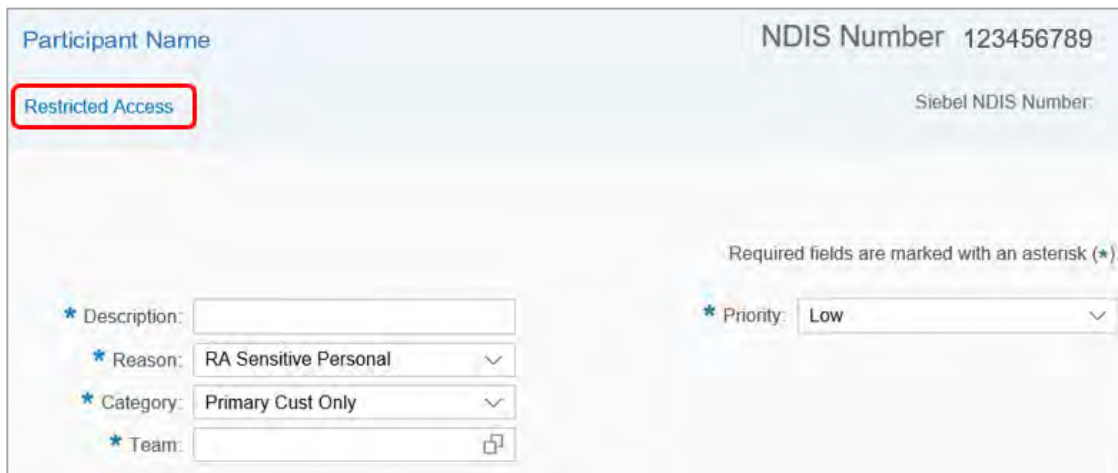 Participant Name NDIS Number 123456789
Restricted Access Siebel NDIS Number:
Required fields are marked with an asterisk (*)
* Description: * Priority: Low
* Reason: RA Sensitive Personal
* Category: Primary Cust Only
* Team: